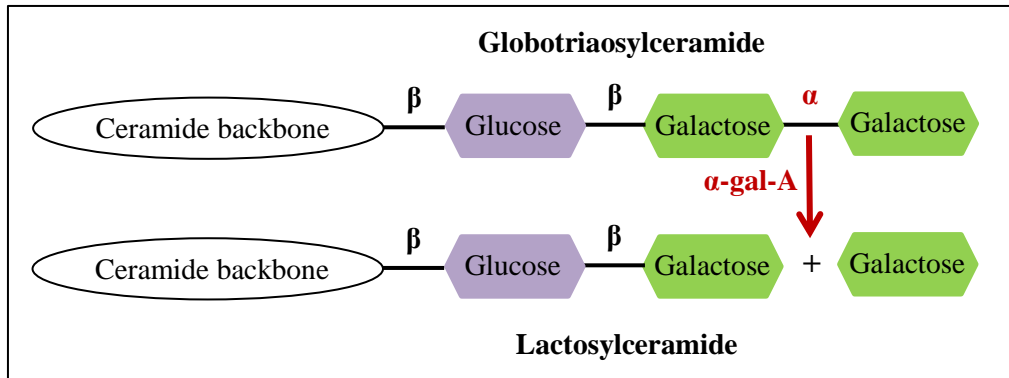 Globotriaosylceramide
β β α
Ceramide backbone Glucose Galactose Galactose
α-gal-A
β β
Ceramide backbone Glucose Galactose + Galactose
Lactosylceramide